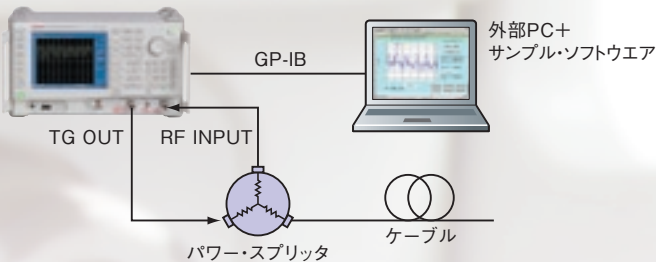 外部PC+
サンプル・ソフトウエア
GP-IB
TG OUT
RF INPUT
パワー・スプリッタ
ケーブル